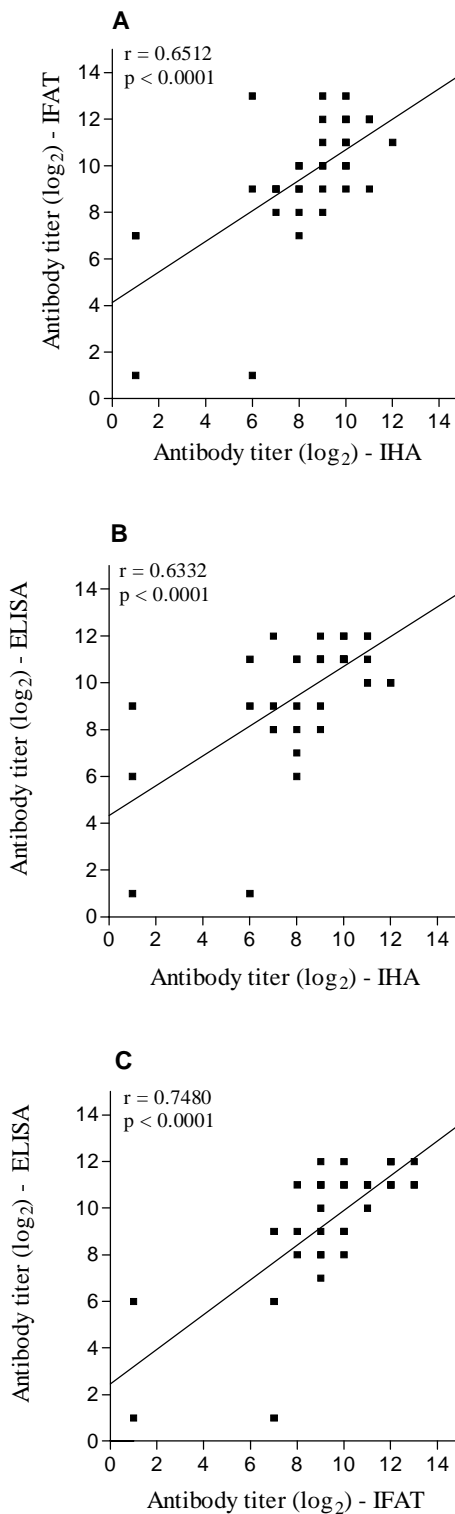 A
r = 0.6512
p < 0.0001
Antibody titer (log2) - IFAT
14
12
10
8
6
4
2
0
0 2 4 6 8 10 12 14
Antibody titer (log2) - IHA
B
r = 0.6332
p < 0.0001
Antibody titer (log2) - ELISA
14
12
10
8
6
4
2
0
0 2 4 6 8 10 12 14
Antibody titer (log2) - IHA
C
r = 0.7480
p < 0.0001
Antibody titer (log2) - ELISA
14
12
10
8
6
4
2
0
0 2 4 6 8 10 12 14
Antibody titer (log2) - IFAT